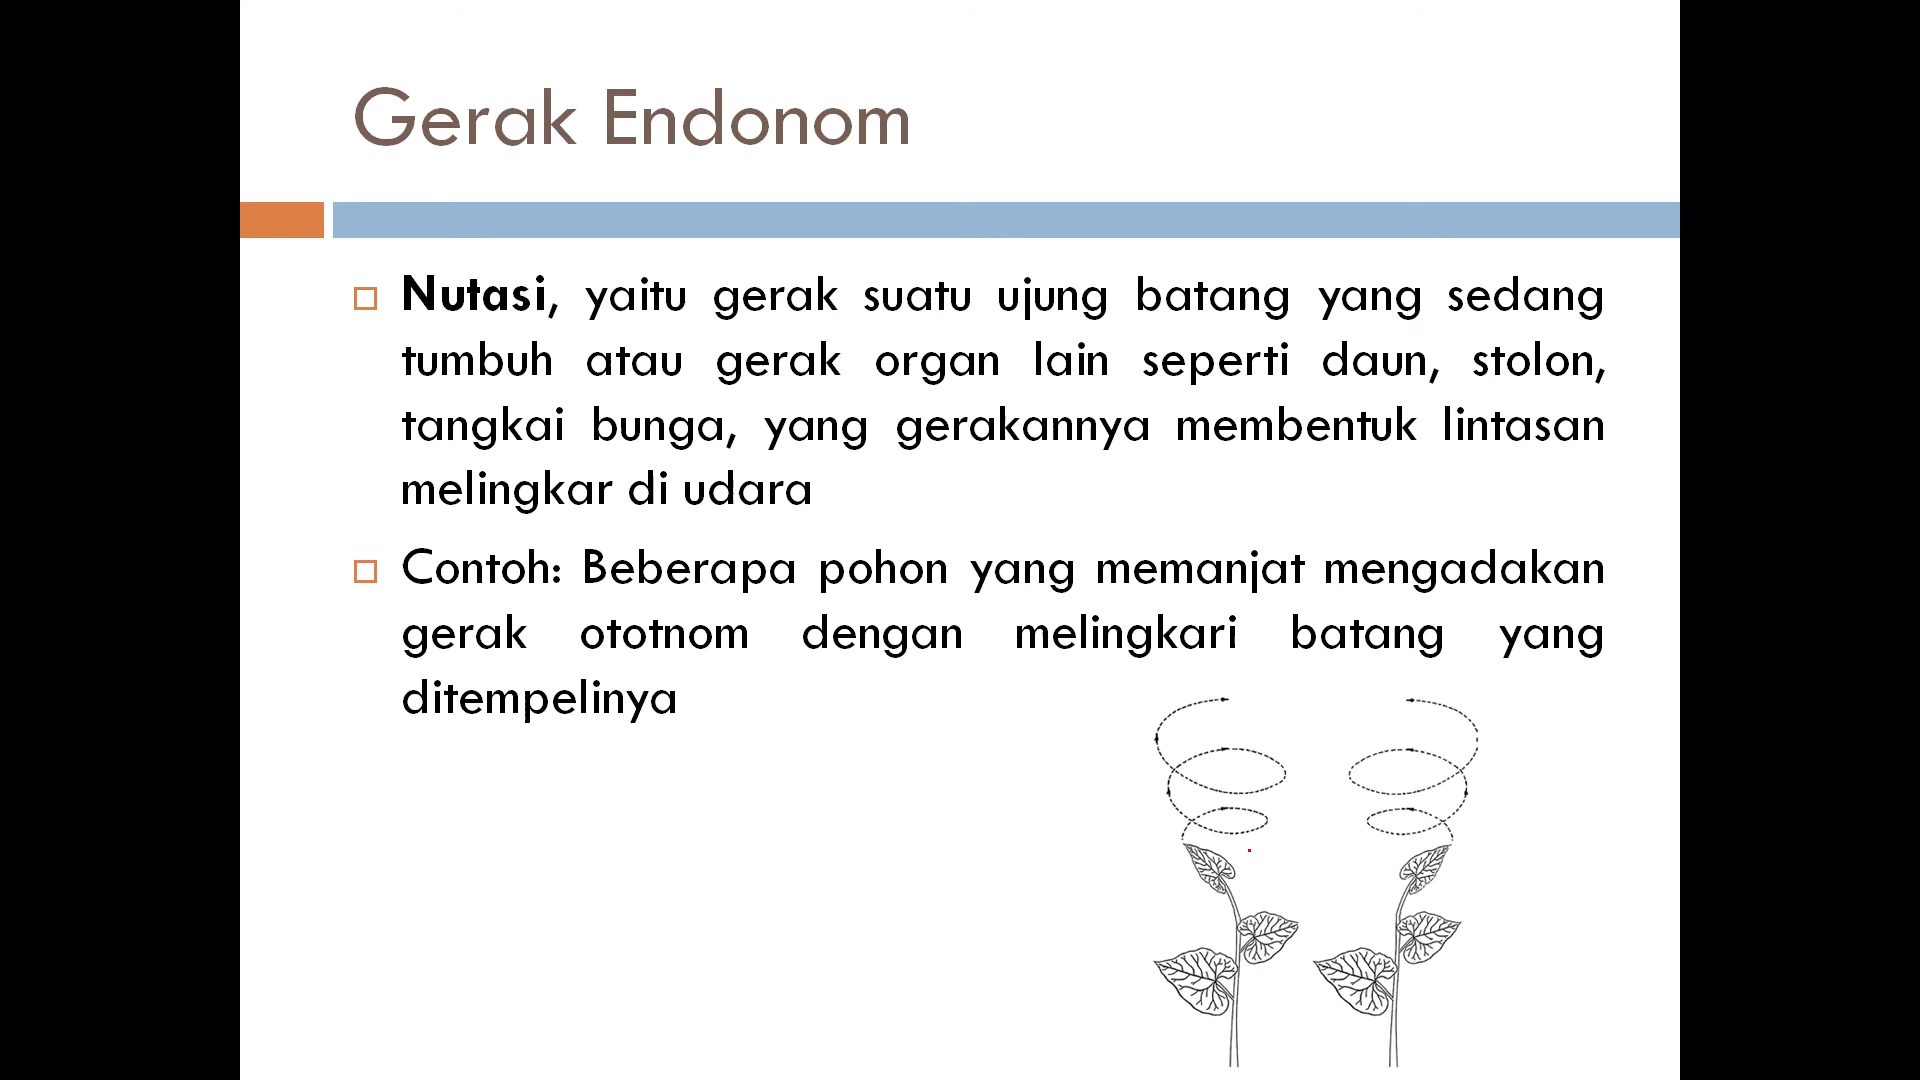 Gerak Endonom
Nutasi, yaitu gerak suatu ujung batang yang sedang
tumbuh atau gerak organ lain seperti daun, stolon,
tangkai bunga, yang gerakannya membentuk lintasan
melingkar di udara
Contoh: Beberapa pohon yang memanjat mengadakan
gerak ototnom dengan melingkari batang yang
ditempelinya